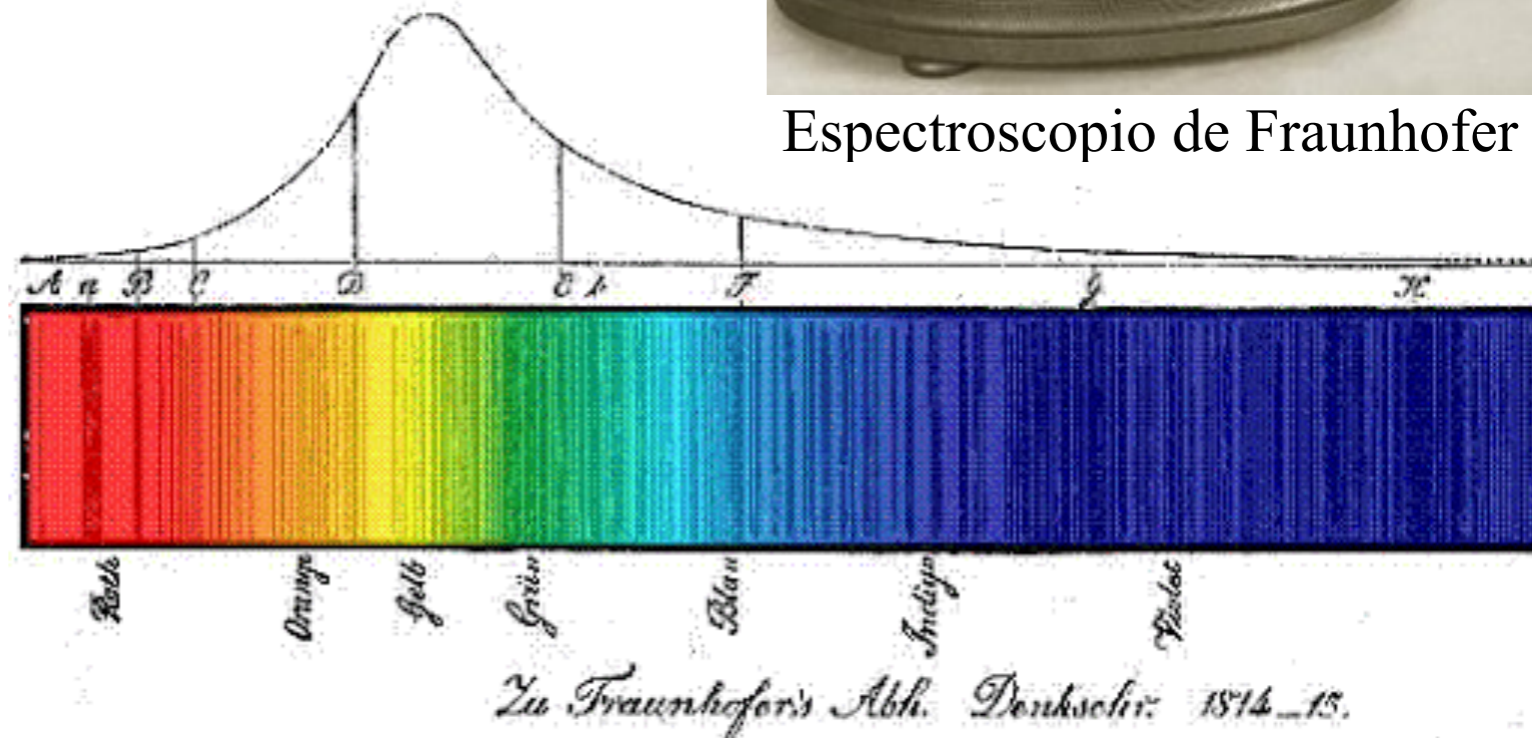 Espectroscopio de Fraunhofer
A a B C D E b F G H
Roth Orange Gelb Grün Blau Indigo Violet
Zu Fraunhofer's Abh. Denkschr. 1814_15.